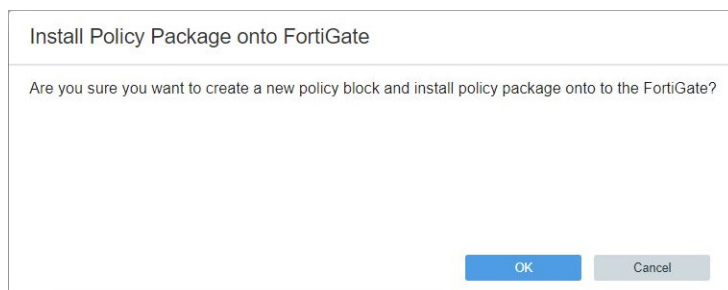 Install Policy Package onto FortiGate
Are you sure you want to create a new policy block and install policy package onto to the FortiGate?
OK
Cancel